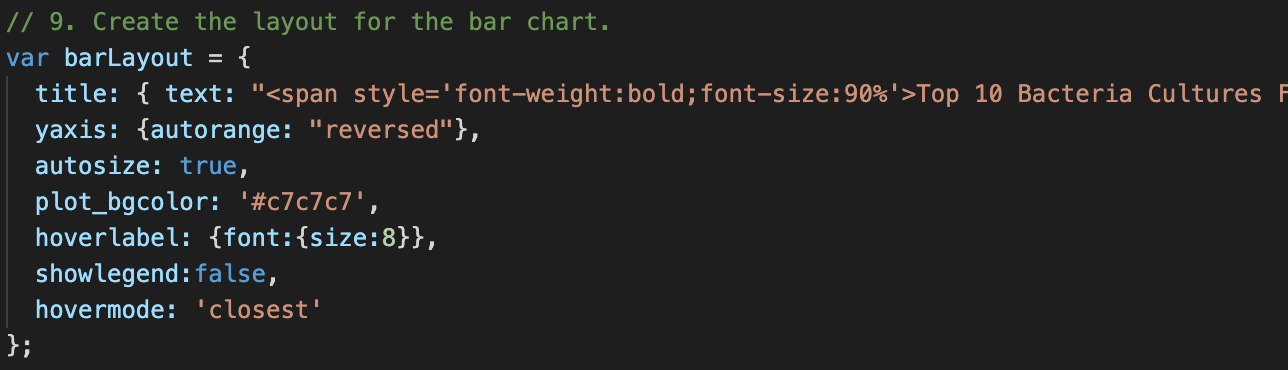 // 9. Create the layout for the bar chart.
var barLayout = {
  title: { text: "<span style='font-weight:bold;font-size:90%'>Top 10 Bacteria Cultures
  yaxis: {autorange: "reversed"},
  autosize: true,
  plot_bgcolor: '#c7c7c7',
  hoverlabel: {font:{size:8}},
  showlegend:false,
  hovermode: 'closest'
};